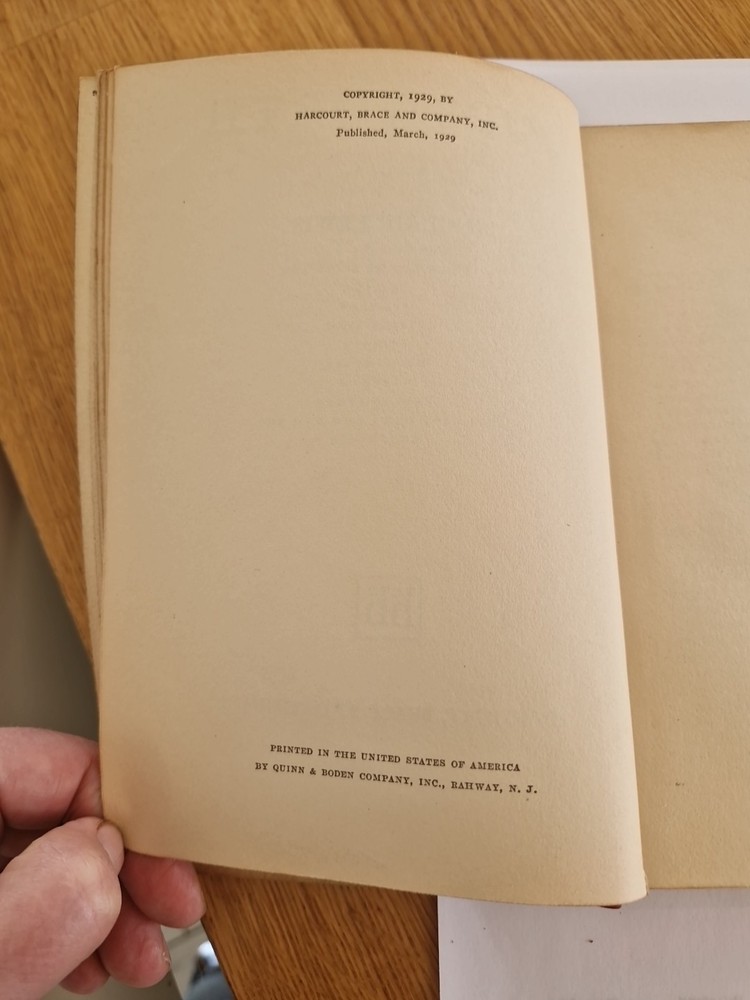 COPYRIGHT, 1929, BY
HARCOURT, BRACE AND COMPANY, INC.
Published, March, 1929
PRINTED IN THE UNITED STATES OF AMERICA
BY QUINN & BODEN COMPANY, INC., RAHWAY, N. J.